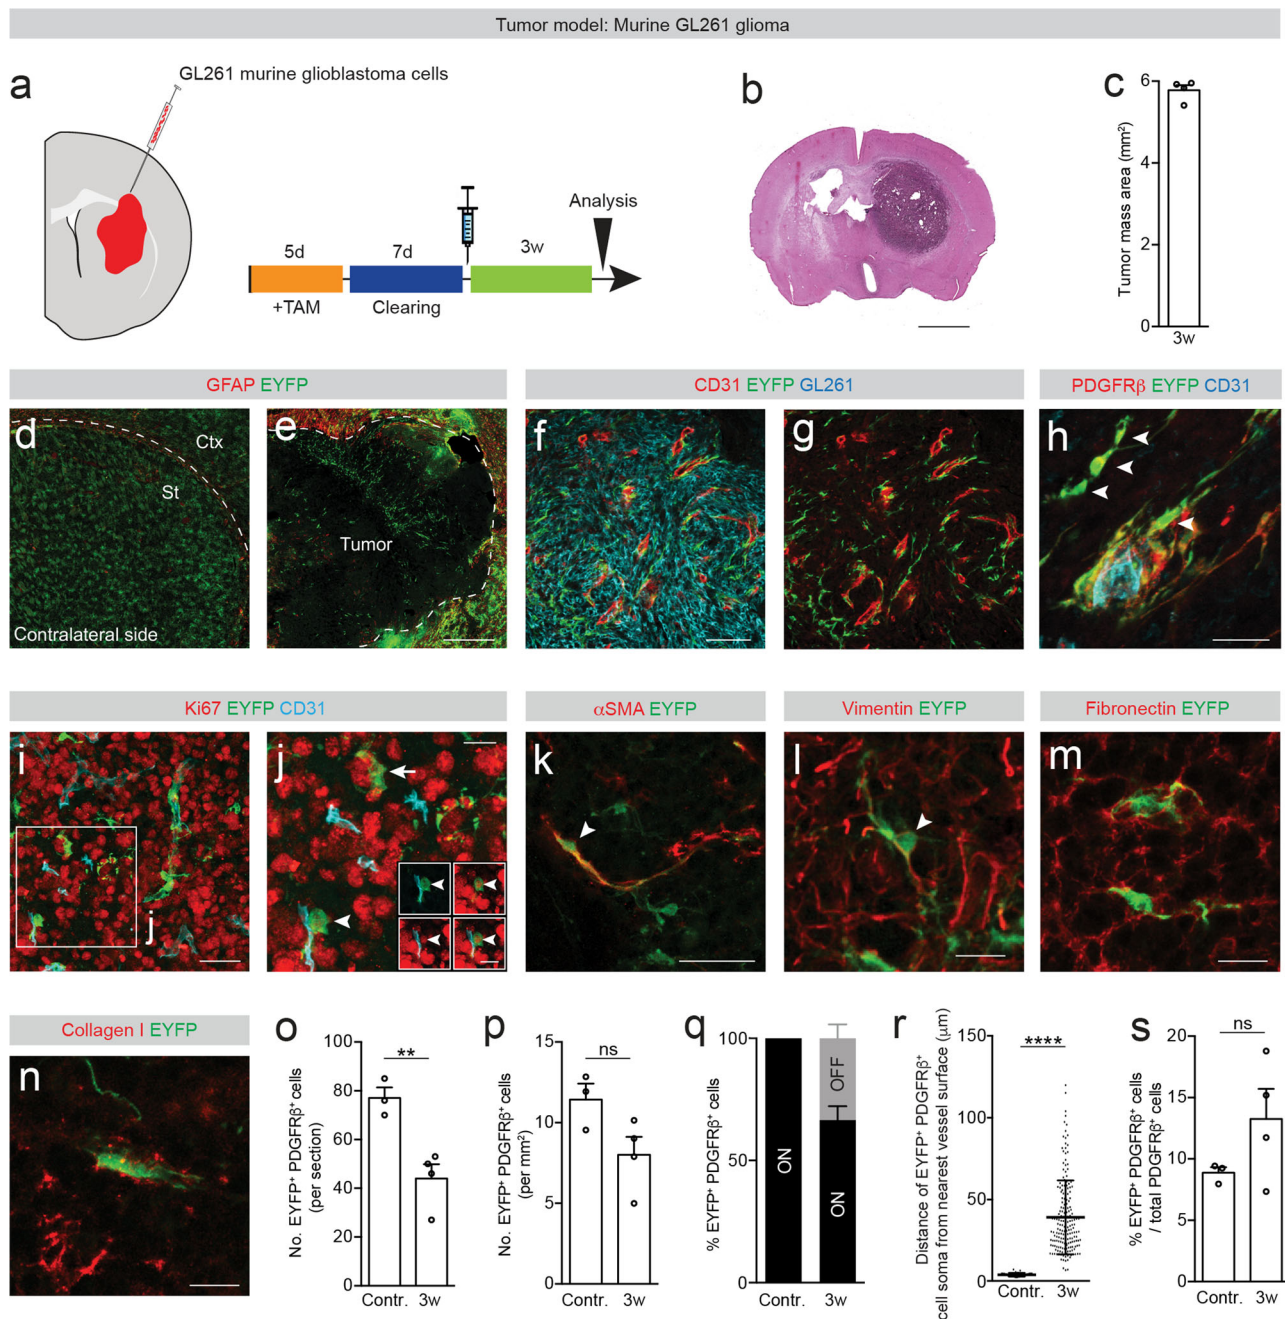 Tumor model: Murine GL261 glioma
a
GL261 murine glioblastoma cells
5d
7d
3w
Analysis
+TAM
Clearing
b
c
Tumor mass area (mm²)
6
4
2
0
3w
GFAP EYFP
CD31 EYFP GL261
PDGFRβ EYFP CD31
d
Ctx
St
Contralateral side
e
Tumor
f
g
h
Ki67 EYFP CD31
αSMA EYFP
Vimentin EYFP
Fibronectin EYFP
i
j
j
k
l
m
Collagen I EYFP
n
o
No. EYFP⁺ PDGFRβ⁺ cells
(per section)
100
80
60
40
20
0
**
Contr. 3w
p
No. EYFP⁺ PDGFRβ⁺ cells
(per mm²)
15
10
5
0
ns
Contr. 3w
q
% EYFP⁺ PDGFRβ⁺ cells
100
50
0
ON
OFF
ON
Contr. 3w
r
Distance of EYFP⁺ PDGFRβ⁺
cell soma from nearest vessel surface (μm)
150
100
50
0
****
Contr. 3w
s
% EYFP⁺ PDGFRβ⁺ cells
/ total PDGFRβ⁺ cells
20
15
10
5
0
ns
Contr. 3w